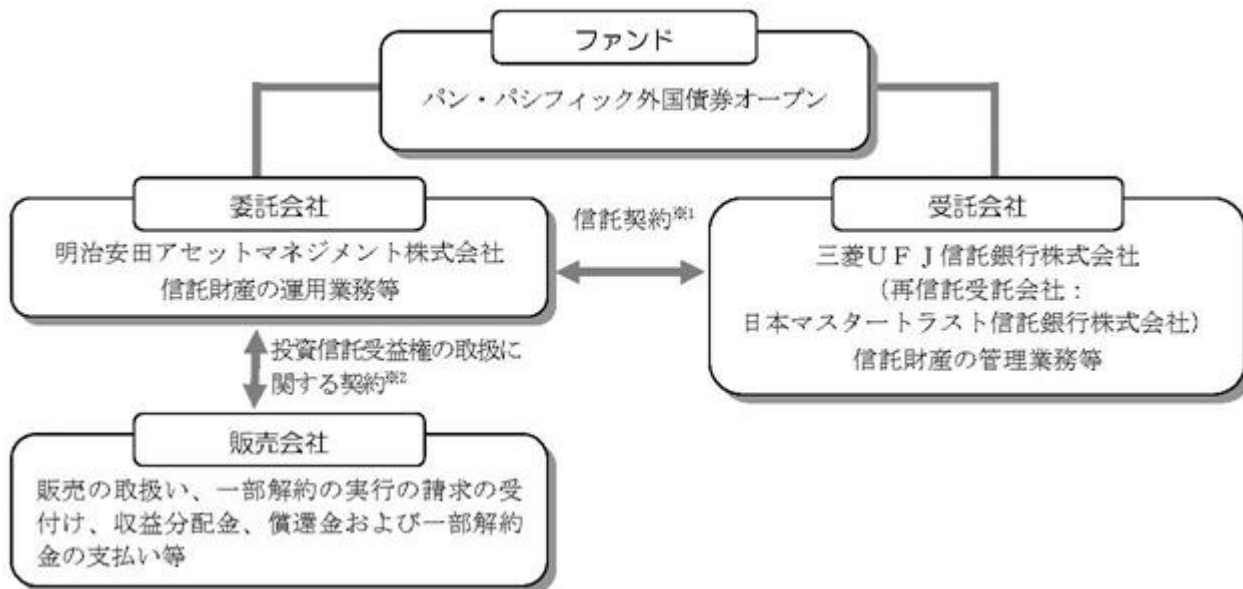 ファンド
パン・パシフィック外国債券オープン
委託会社
明治安田アセットマネジメント株式会社
信託財産の運用業務等
信託契約※1
受託会社
三菱UFJ信託銀行株式会社
(再信託受託会社：
日本マスタートラスト信託銀行株式会社)
信託財産の管理業務等
投資信託受益権の取扱に
関する契約※2
販売会社
販売の取扱い、一部解約の実行の請求の受
付け、収益分配金、償還金および一部解約
金の支払い等